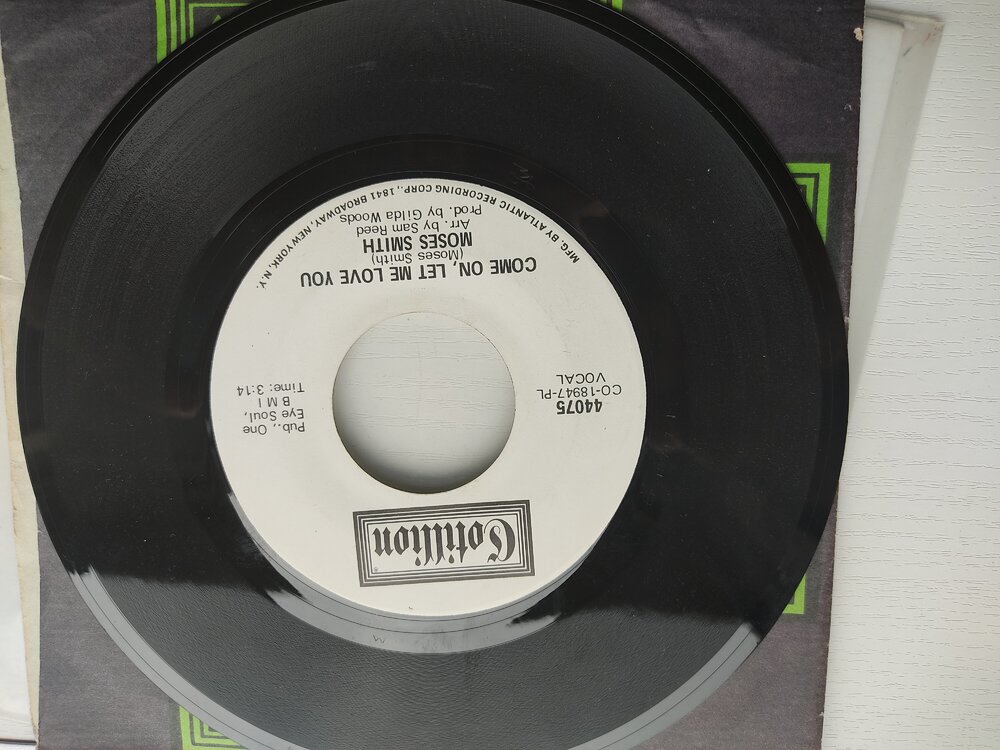 Cotillion®
44075
CO-18947-PL
VOCAL
Pub., One
Eye Soul,
B M I
Time: 3:14
COME ON, LET ME LOVE YOU
(Moses Smith)
MOSES SMITH
Arr. by Sam Reed
Prod. by Gilda Woods
MFG. BY ATLANTIC RECORDING CORP., 1841 BROADWAY, NEW YORK, N.Y.